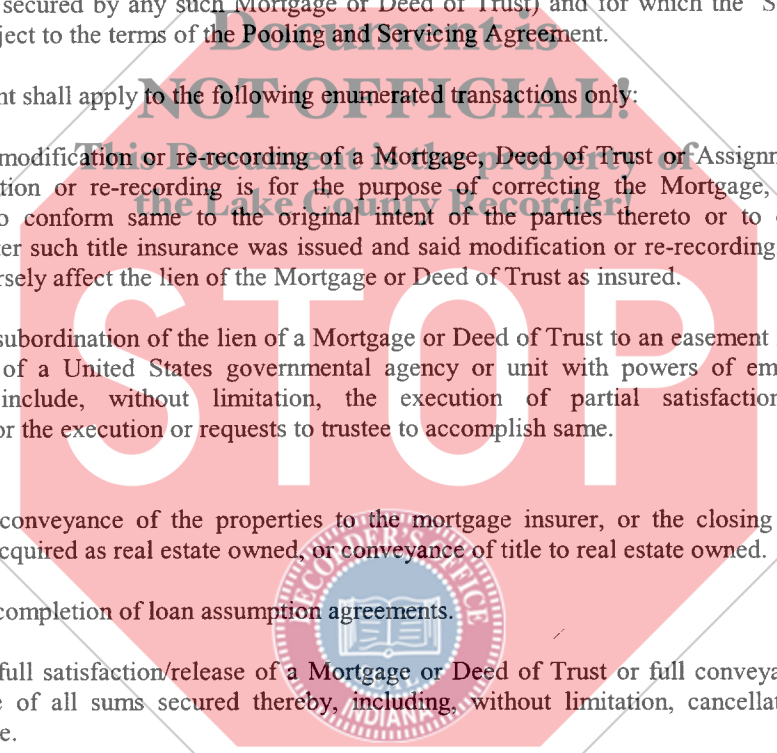 secured by any such Mortgage or Deed of Trust) and for which the "S
ject to the terms of the Pooling and Servicing Agreement.
Document is
NOT OFFICIAL!
This Document is the property of
the Lake County Recorder!
nt shall apply to the following enumerated transactions only:
modification or re-recording of a Mortgage, Deed of Trust or Assignm
tion or re-recording is for the purpose of correcting the Mortgage,
o conform same to the original intent of the parties thereto or to
ter such title insurance was issued and said modification or re-recording
rsely affect the lien of the Mortgage or Deed of Trust as insured.
STOP
subordination of the lien of a Mortgage or Deed of Trust to an easement
of a United States governmental agency or unit with powers of em
include, without limitation, the execution of partial satisfaction
or the execution or requests to trustee to accomplish same.
conveyance of the properties to the mortgage insurer, or the closing
cquired as real estate owned, or conveyance of title to real estate owned.
RECORDER'S OFFICE
SEAL
INDIANA
completion of loan assumption agreements.
full satisfaction/release of a Mortgage or Deed of Trust or full conveya
e of all sums secured thereby, including, without limitation, cancellat
e.